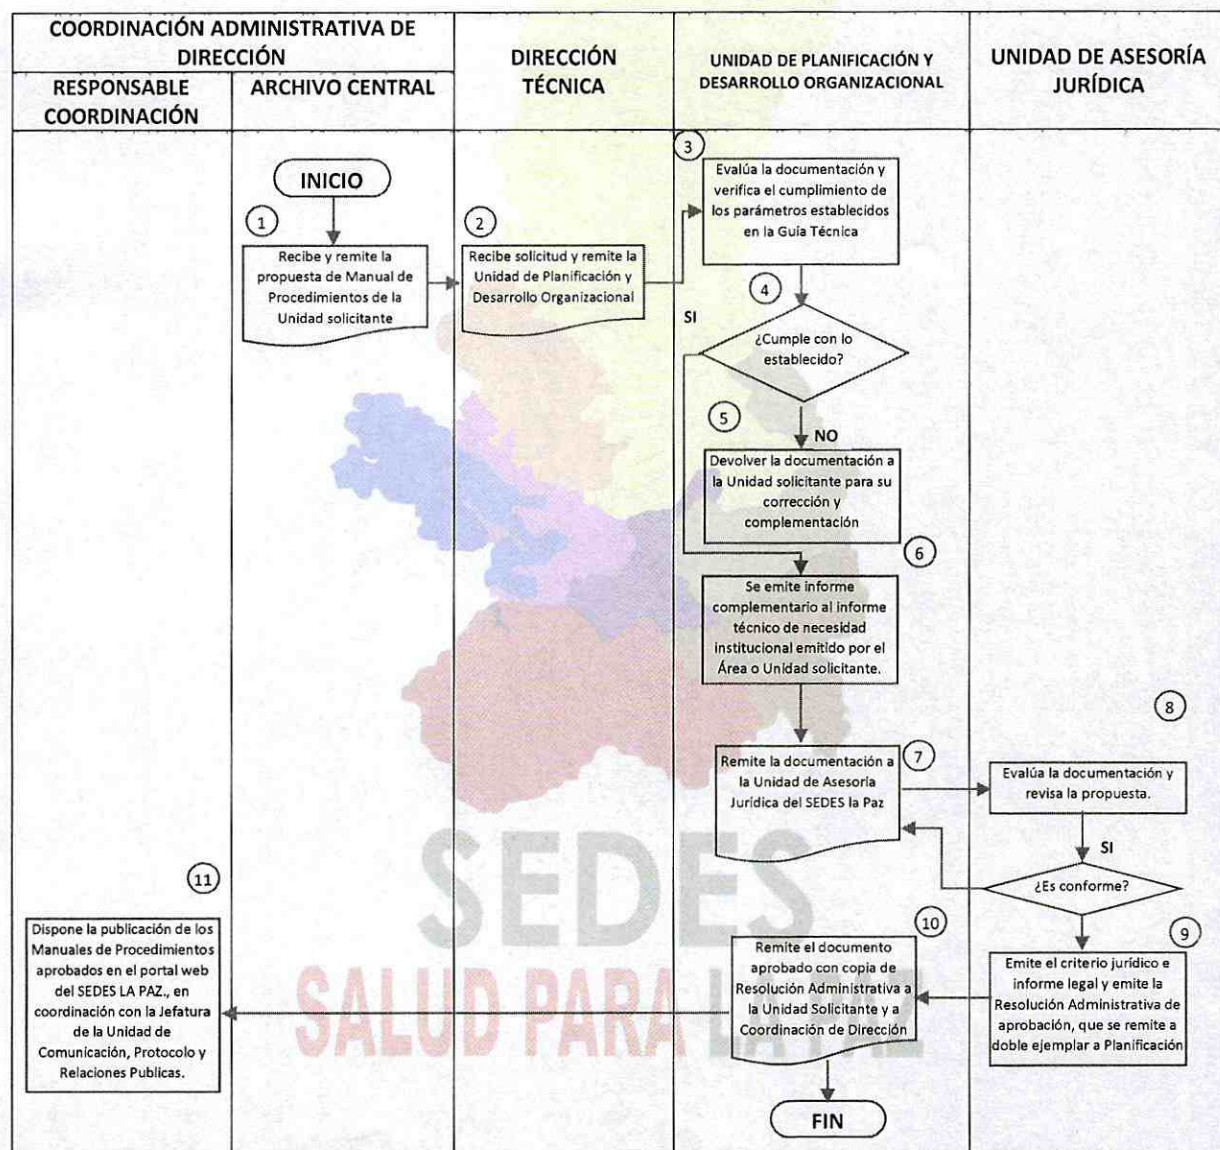 COORDINACIÓN ADMINISTRATIVA DE
DIRECCIÓN
RESPONSABLE
COORDINACIÓN
ARCHIVO CENTRAL
DIRECCIÓN
TÉCNICA
UNIDAD DE PLANIFICACIÓN Y
DESARROLLO ORGANIZACIONAL
UNIDAD DE ASESORÍA
JURÍDICA
INICIO
1
Recibe y remite la
propuesta de Manual de
Procedimientos de la
Unidad solicitante
2
Recibe solicitud y remite la
Unidad de Planificación y
Desarrollo Organizacional
3
Evalúa la documentación y
verifica el cumplimiento de
los parámetros establecidos
en la Guía Técnica
4
SI
¿Cumple con lo
establecido?
5
NO
Devolver la documentación a
la Unidad solicitante para su
corrección y
complementación
6
Se emite informe
complementario al informe
técnico de necesidad
institucional emitido por el
Área o Unidad solicitante.
7
Remite la documentación a
la Unidad de Asesoría
Jurídica del SEDES la Paz
8
Evalúa la documentación y
revisa la propuesta.
SI
¿Es conforme?
9
Emite el criterio jurídico e
informe legal y emite la
Resolución Administrativa de
aprobación, que se remite a
doble ejemplar a Planificación
10
Remite el documento
aprobado con copia de
Resolución Administrativa a
la Unidad Solicitante y a
Coordinación de Dirección
11
Dispone la publicación de los
Manuales de Procedimientos
aprobados en el portal web
del SEDES LA PAZ., en
coordinación con la Jefatura
de la Unidad de
Comunicación, Protocolo y
Relaciones Publicas.
FIN
SEDES
SALUD PARA LA PAZ